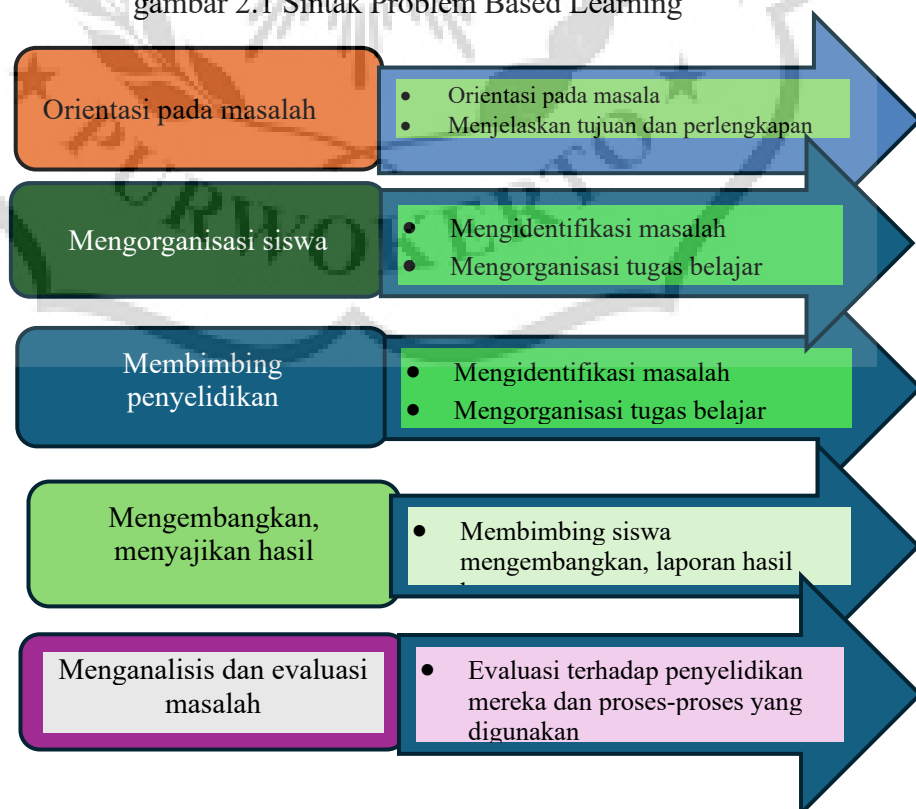 gambar 2.1 Sintak Problem Based Learning
Orientasi pada masalah
• Orientasi pada masala
• Menjelaskan tujuan dan perlengkapan
Mengorganisasi siswa
• Mengidentifikasi masalah
• Mengorganisasi tugas belajar
Membimbing
penyelidikan
• Mengidentifikasi masalah
• Mengorganisasi tugas belajar
Mengembangkan,
menyajikan hasil
• Membimbing siswa
mengembangkan, laporan hasil
Menganalisis dan evaluasi
masalah
• Evaluasi terhadap penyelidikan
mereka dan proses-proses yang
digunakan
PURWOKERTO